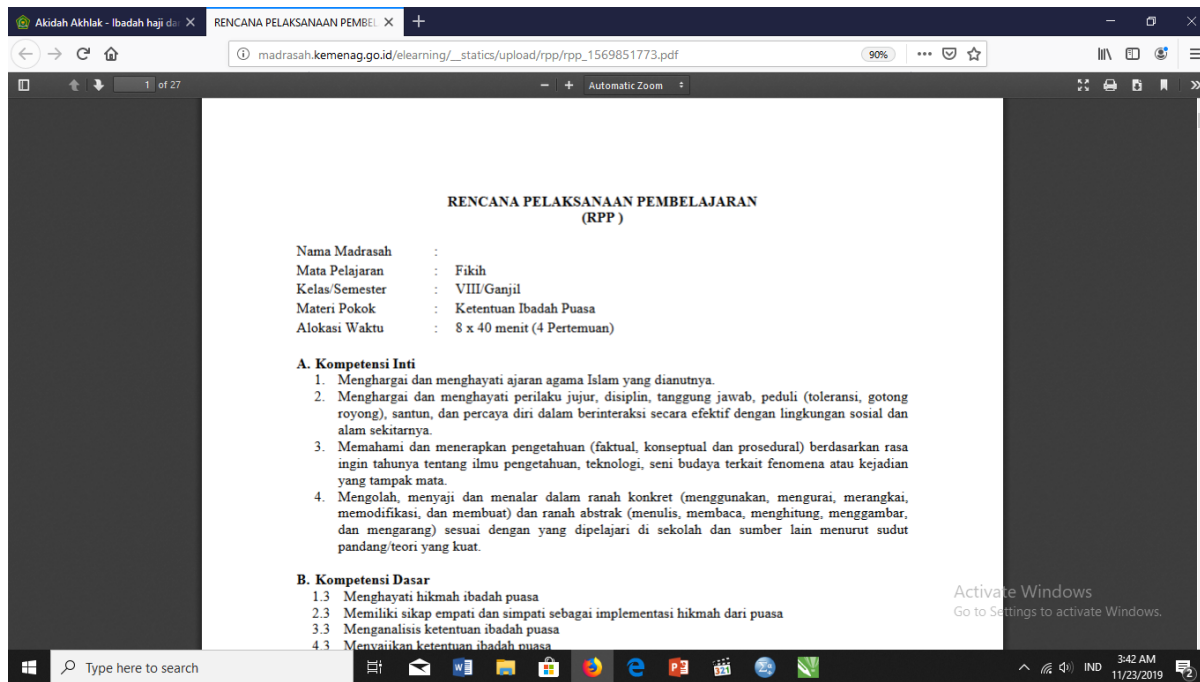 Akidah Akhlak - Ibadah haji da
RENCANA PELAKSANAAN PEMBEL
madrasah.kemenag.go.id/elearning/__statics/upload/rpp/rpp_1569851773.pdf
90%
1 of 27
Automatic Zoom
RENCANA PELAKSANAAN PEMBELAJARAN
(RPP )
Nama Madrasah :
Mata Pelajaran : Fikih
Kelas/Semester : VIII/Ganjil
Materi Pokok : Ketentuan Ibadah Puasa
Alokasi Waktu : 8 x 40 menit (4 Pertemuan)
A. Kompetensi Inti
1. Menghargai dan menghayati ajaran agama Islam yang dianutnya.
2. Menghargai dan menghayati perilaku jujur, disiplin, tanggung jawab, peduli (toleransi, gotong
royong), santun, dan percaya diri dalam berinteraksi secara efektif dengan lingkungan sosial dan
alam sekitarnya.
3. Memahami dan menerapkan pengetahuan (faktual, konseptual dan prosedural) berdasarkan rasa
ingin tahunya tentang ilmu pengetahuan, teknologi, seni budaya terkait fenomena atau kejadian
yang tampak mata.
4. Mengolah, menyaji dan menalar dalam ranah konkret (menggunakan, mengurai, merangkai,
memodifikasi, dan membuat) dan ranah abstrak (menulis, membaca, menghitung, menggambar,
dan mengarang) sesuai dengan yang dipelajari di sekolah dan sumber lain menurut sudut
pandang/teori yang kuat.
B. Kompetensi Dasar
1.3 Menghayati hikmah ibadah puasa
2.3 Memiliki sikap empati dan simpati sebagai implementasi hikmah dari puasa
3.3 Menganalisis ketentuan ibadah puasa
4.3 Menyajikan ketentuan ibadah puasa
Activate Windows
Go to Settings to activate Windows.
Type here to search
321
IND
3:42 AM
11/23/2019
2